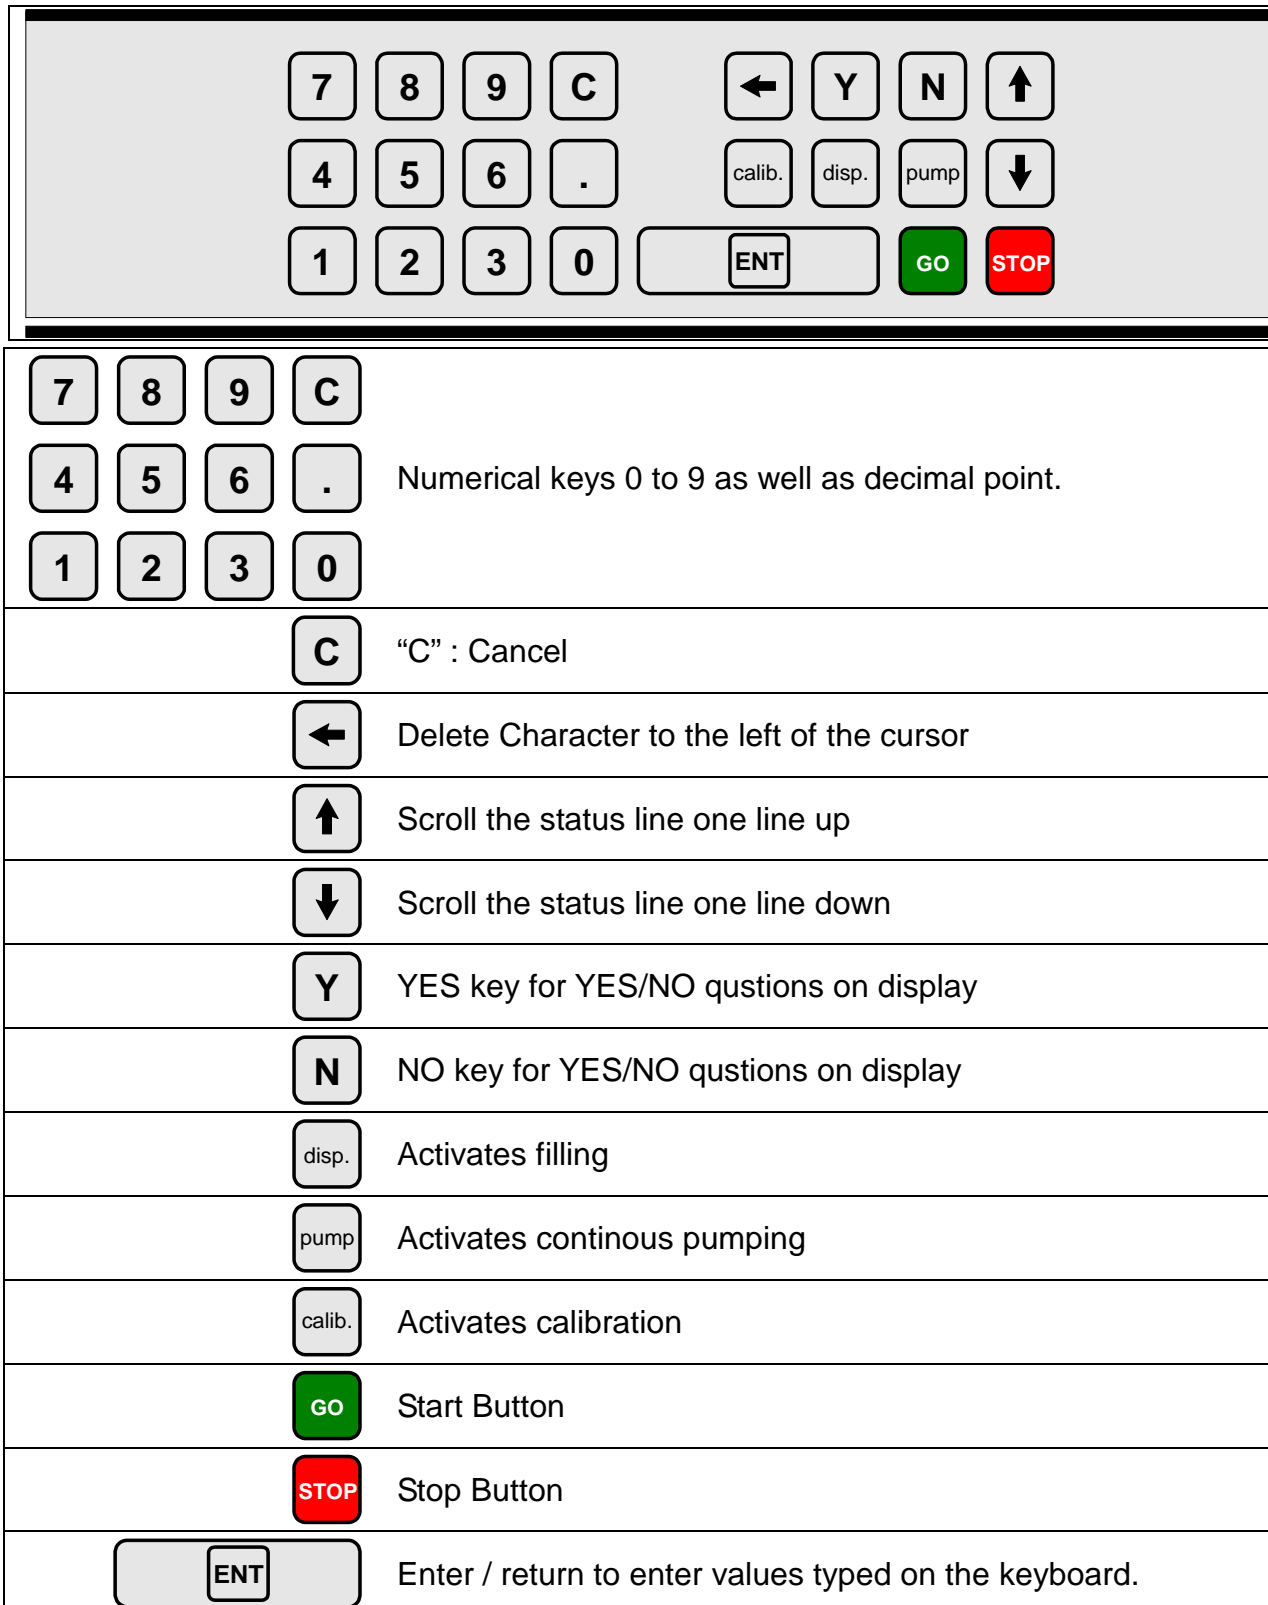 7 8 9 C Y N
4 5 6 . calib. disp. pump
1 2 3 0 ENT GO STOP
7 8 9 C
4 5 6 . Numerical keys 0 to 9 as well as decimal point.
1 2 3 0
C “C” : Cancel
Delete Character to the left of the cursor
Scroll the status line one line up
Scroll the status line one line down
Y YES key for YES/NO qustions on display
N NO key for YES/NO qustions on display
disp. Activates filling
pump Activates continous pumping
calib. Activates calibration
GO Start Button
STOP Stop Button
ENT Enter / return to enter values typed on the keyboard.